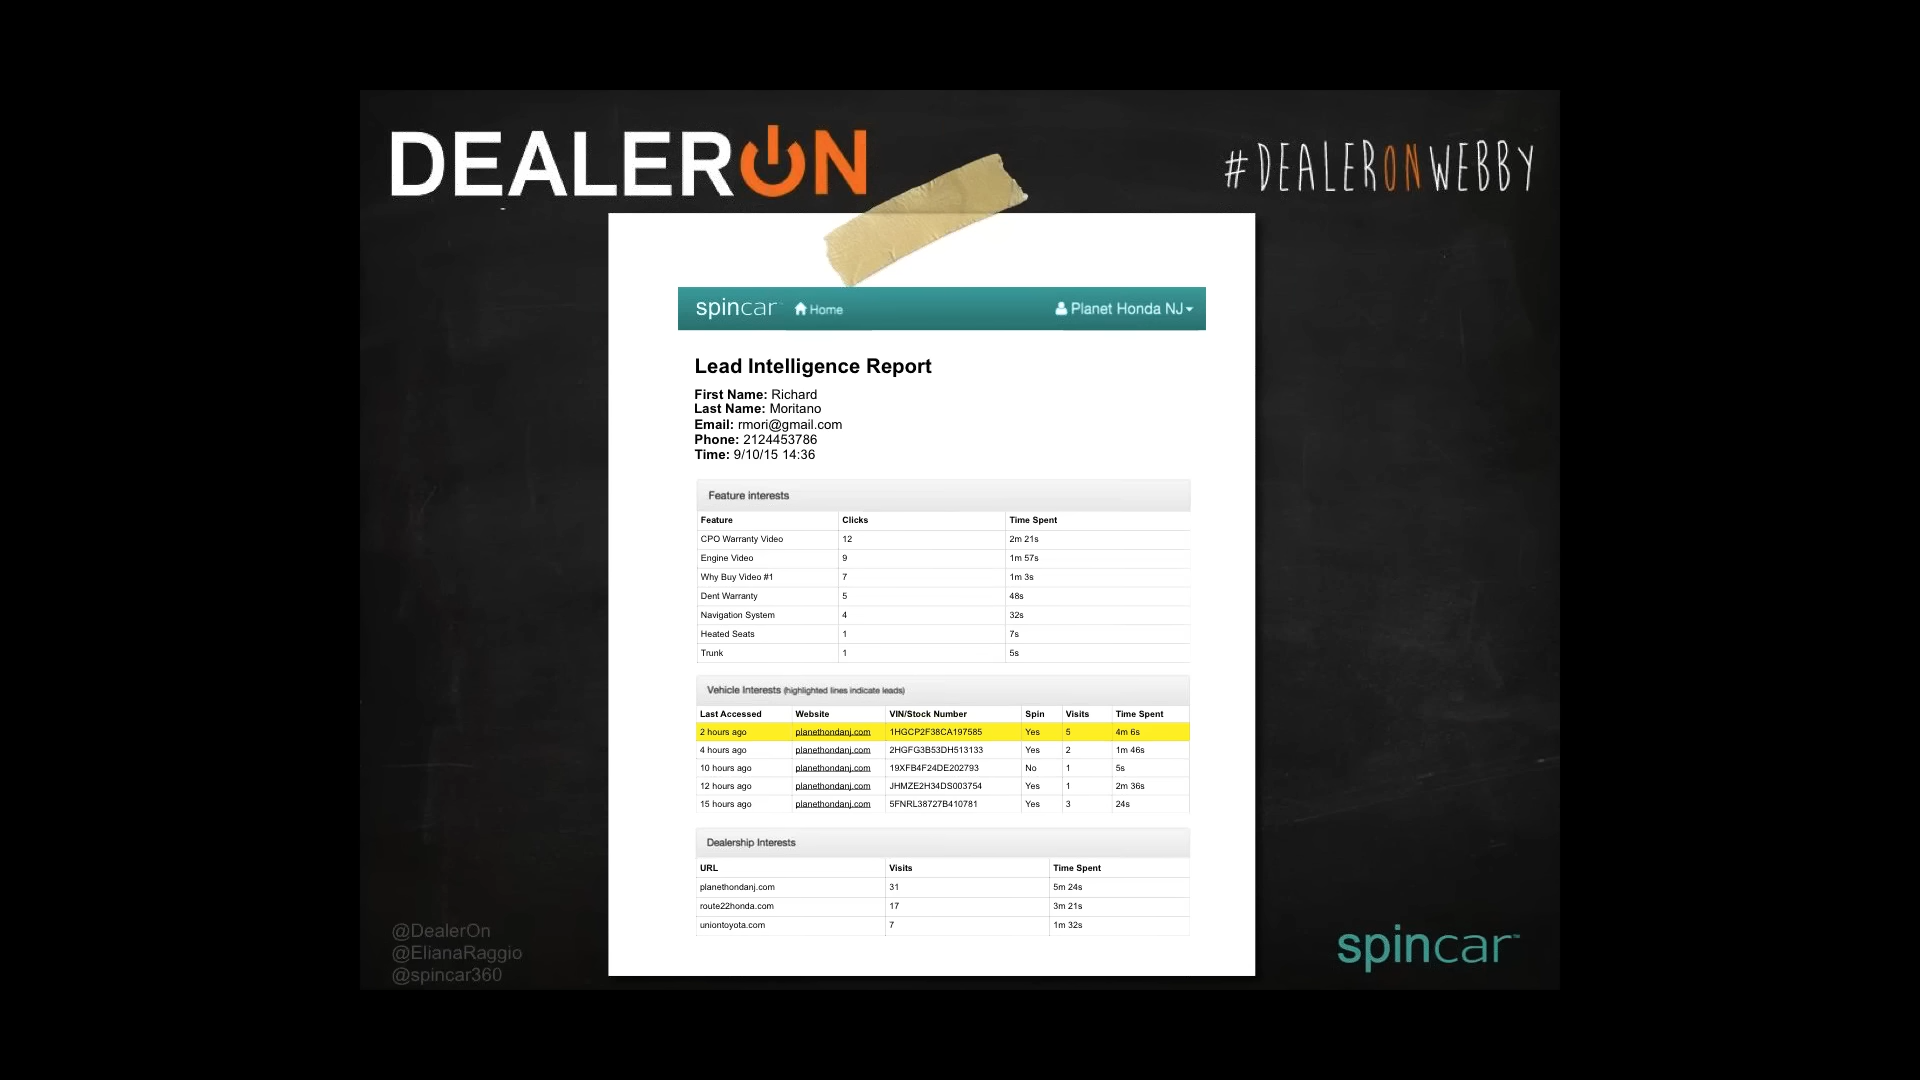 DEALERON
#DEALERONWEBBY
spincar Home Planet Honda NJ
Lead Intelligence Report
First Name: Richard
Last Name: Moritano
Email: rmori@gmail.com
Phone: 2124453786
Time: 9/10/15 14:36
Feature interests
Feature Clicks Time Spent
CPO Warranty Video 12 2m 21s
Engine Video 9 1m 57s
Why Buy Video #1 7 1m 3s
Dent Warranty 5 48s
Navigation System 4 32s
Heated Seats 1 7s
Trunk 1 5s
Vehicle Interests (highlighted lines indicate leads)
Last Accessed Website VIN/Stock Number Spin Visits Time Spent
2 hours ago planethondanj.com 1HGCP2F38CA197585 Yes 5 4m 6s
4 hours ago planethondanj.com 2HGFG3B53DH513133 Yes 2 1m 46s
10 hours ago planethondanj.com 19XFB4F24DE202793 No 1 5s
12 hours ago planethondanj.com JHMZE2H34DS003754 Yes 1 2m 36s
15 hours ago planethondanj.com 5FNRL38727B410781 Yes 3 24s
Dealership Interests
URL Visits Time Spent
planethondanj.com 31 5m 24s
route22honda.com 17 3m 21s
uniontoyota.com 7 1m 32s
@DealerOn
@ElianaRaggio
@spincar360
spincar™